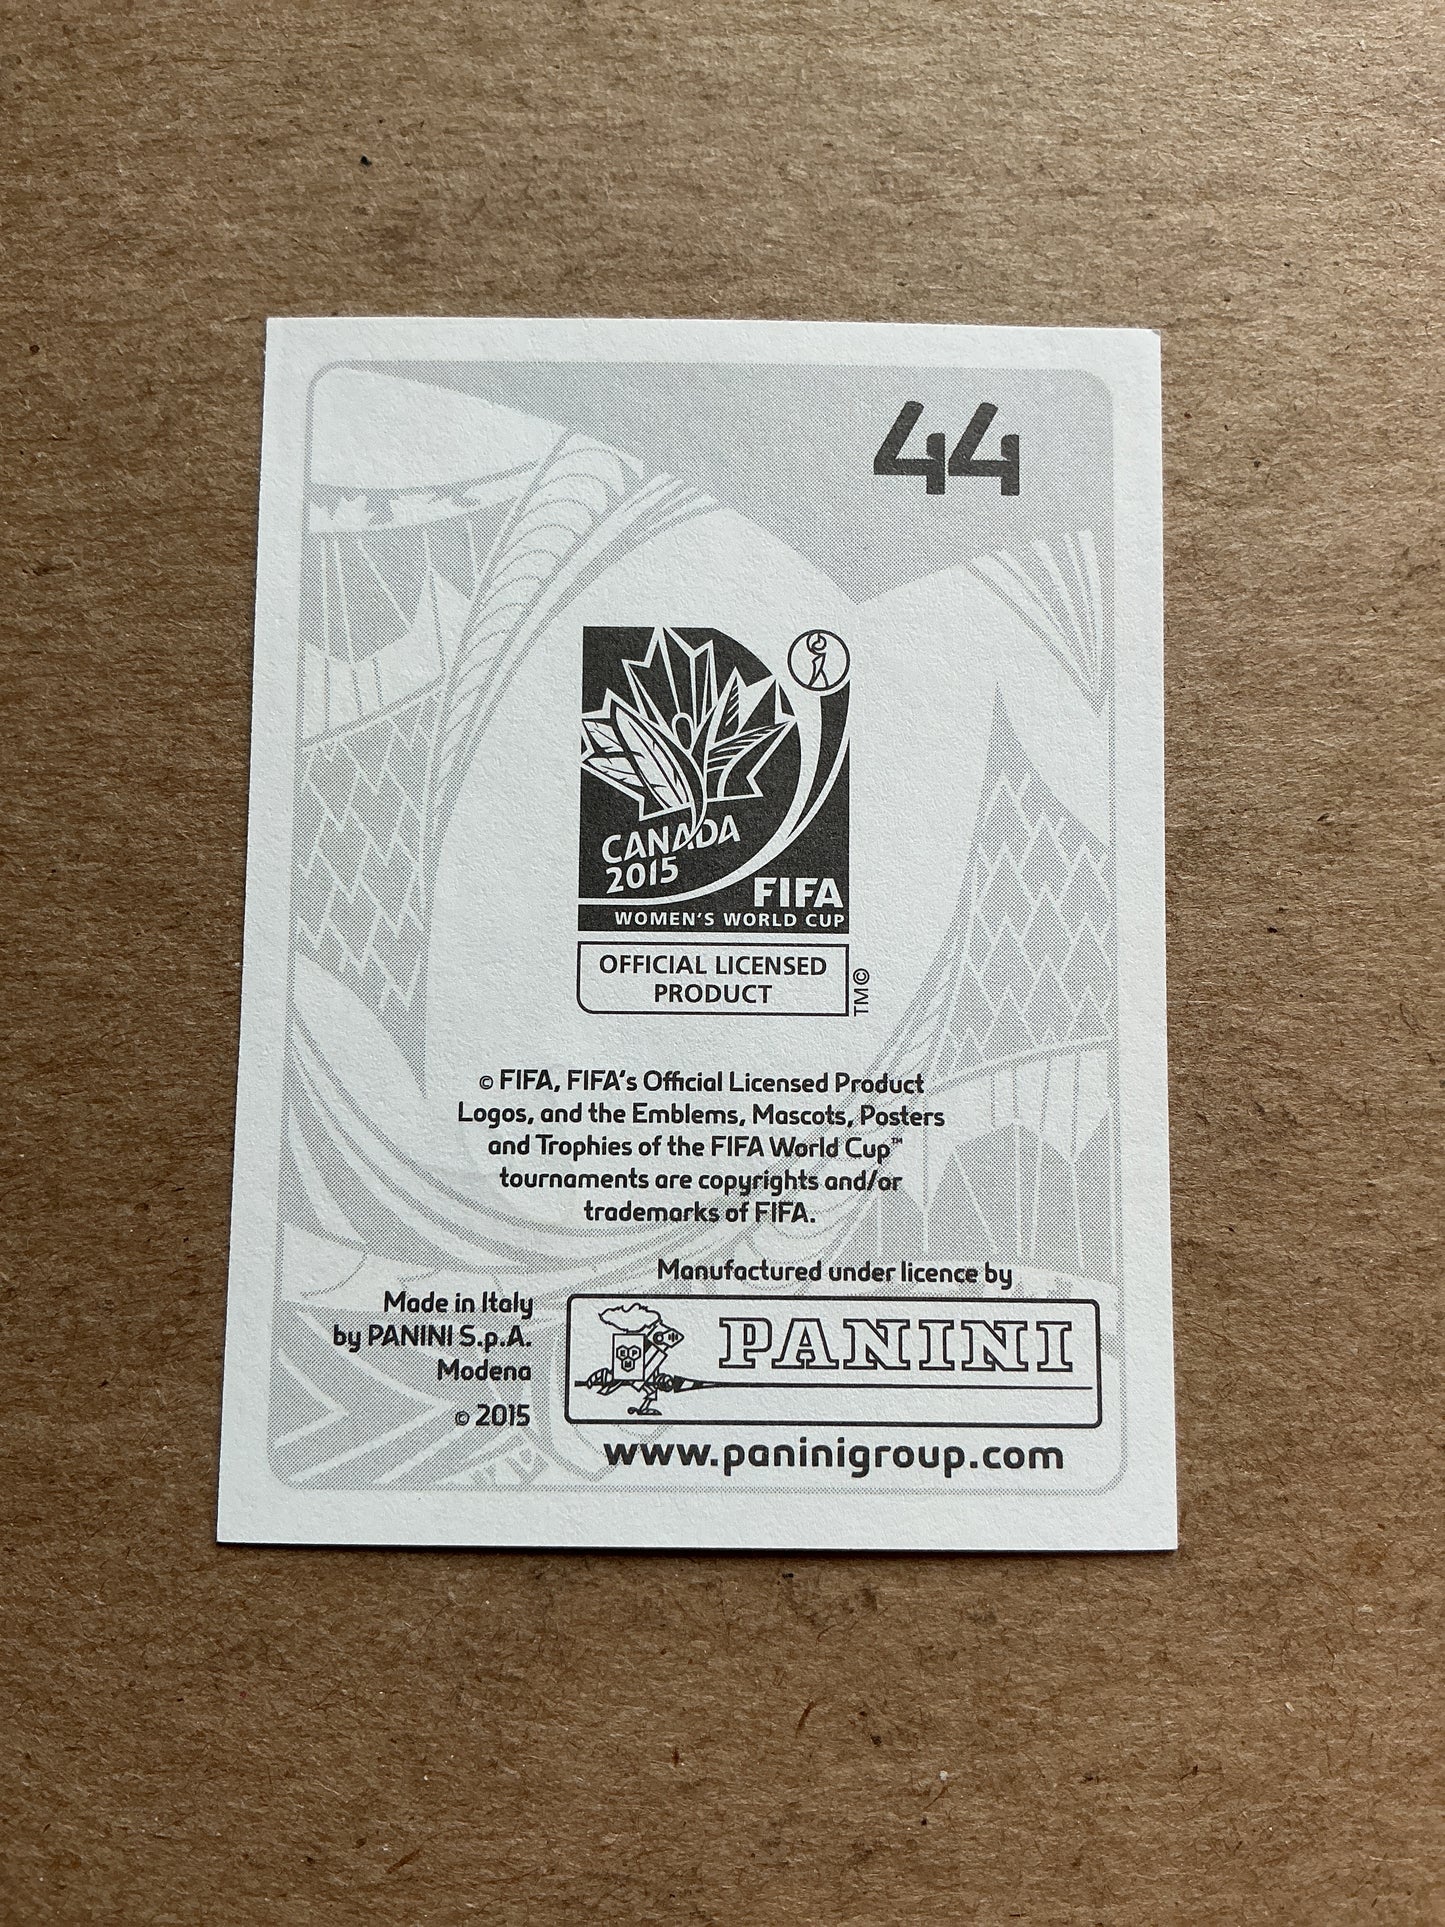 44
CANADA
2015
FIFA
WOMEN'S WORLD CUP
OFFICIAL LICENSED
PRODUCT
TM©
© FIFA, FIFA's Official Licensed Product
Logos, and the Emblems, Mascots, Posters
and Trophies of the FIFA World Cup™
tournaments are copyrights and/or
trademarks of FIFA.
Manufactured under licence by
Made in Italy
by PANINI S.p.A.
Modena
© 2015
PANINI
www.paninigroup.com